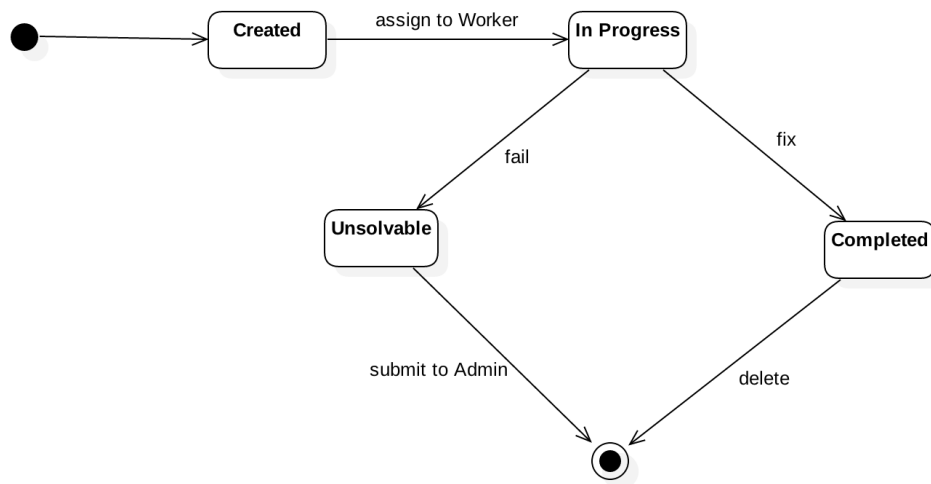 assign to Worker
Created
In Progress
fail
fix
Unsolvable
Completed
submit to Admin
delete